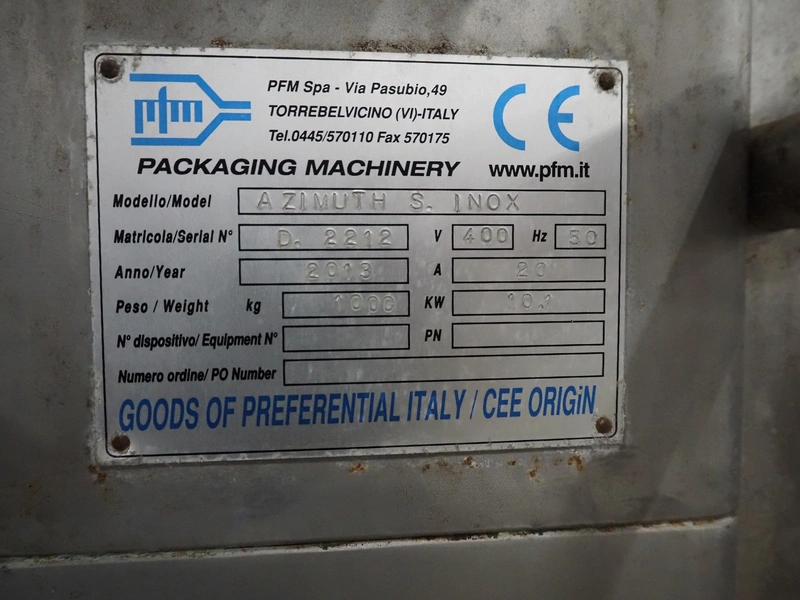 pfm
PFM Spa - Via Pasubio,49
TORREBELVICINO (VI)-ITALY
Tel.0445/570110 Fax 570175
CE
PACKAGING MACHINERY www.pfm.it
Modello/Model AZIMUTH S. INOX
Matricola/Serial N° D. 2212 V 400 Hz 50
Anno/Year 2013 A 20
Peso / Weight kg 1000 KW 10.1
N° dispositivo/ Equipment N° PN
Numero ordine/ PO Number
GOODS OF PREFERENTIAL ITALY / CEE ORIGiN